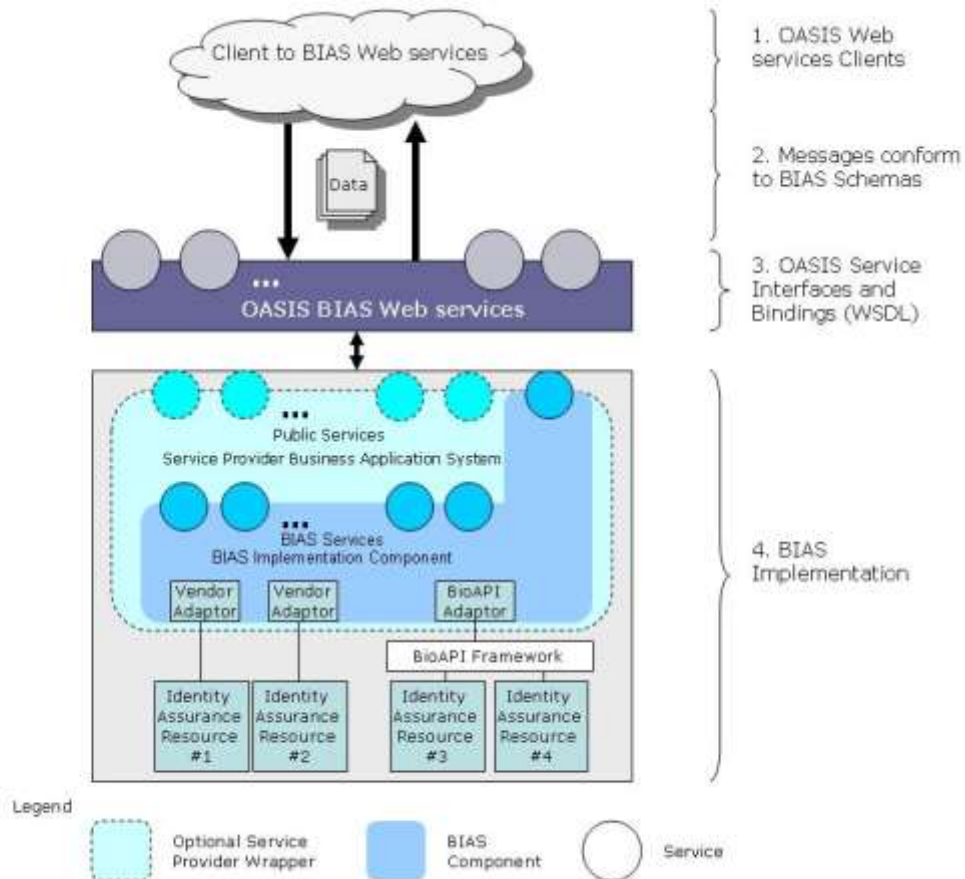 Client to BIAS Web services
1. OASIS Web
services Clients
Data
2. Messages conform
to BIAS Schemas
...
OASIS BIAS Web services
3. OASIS Service
Interfaces and
Bindings (WSDL)
...
Public Services
Service Provider Business Application System
...
BIAS Services
BIAS Implementation Component
4. BIAS
Implementation
Vendor
Adaptor
Vendor
Adaptor
BioAPI
Adaptor
BioAPI Framework
Identity
Assurance
Resource
#1
Identity
Assurance
Resource
#2
Identity
Assurance
Resource
#3
Identity
Assurance
Resource
#4
Legend
Optional Service
Provider Wrapper
BIAS
Component
Service